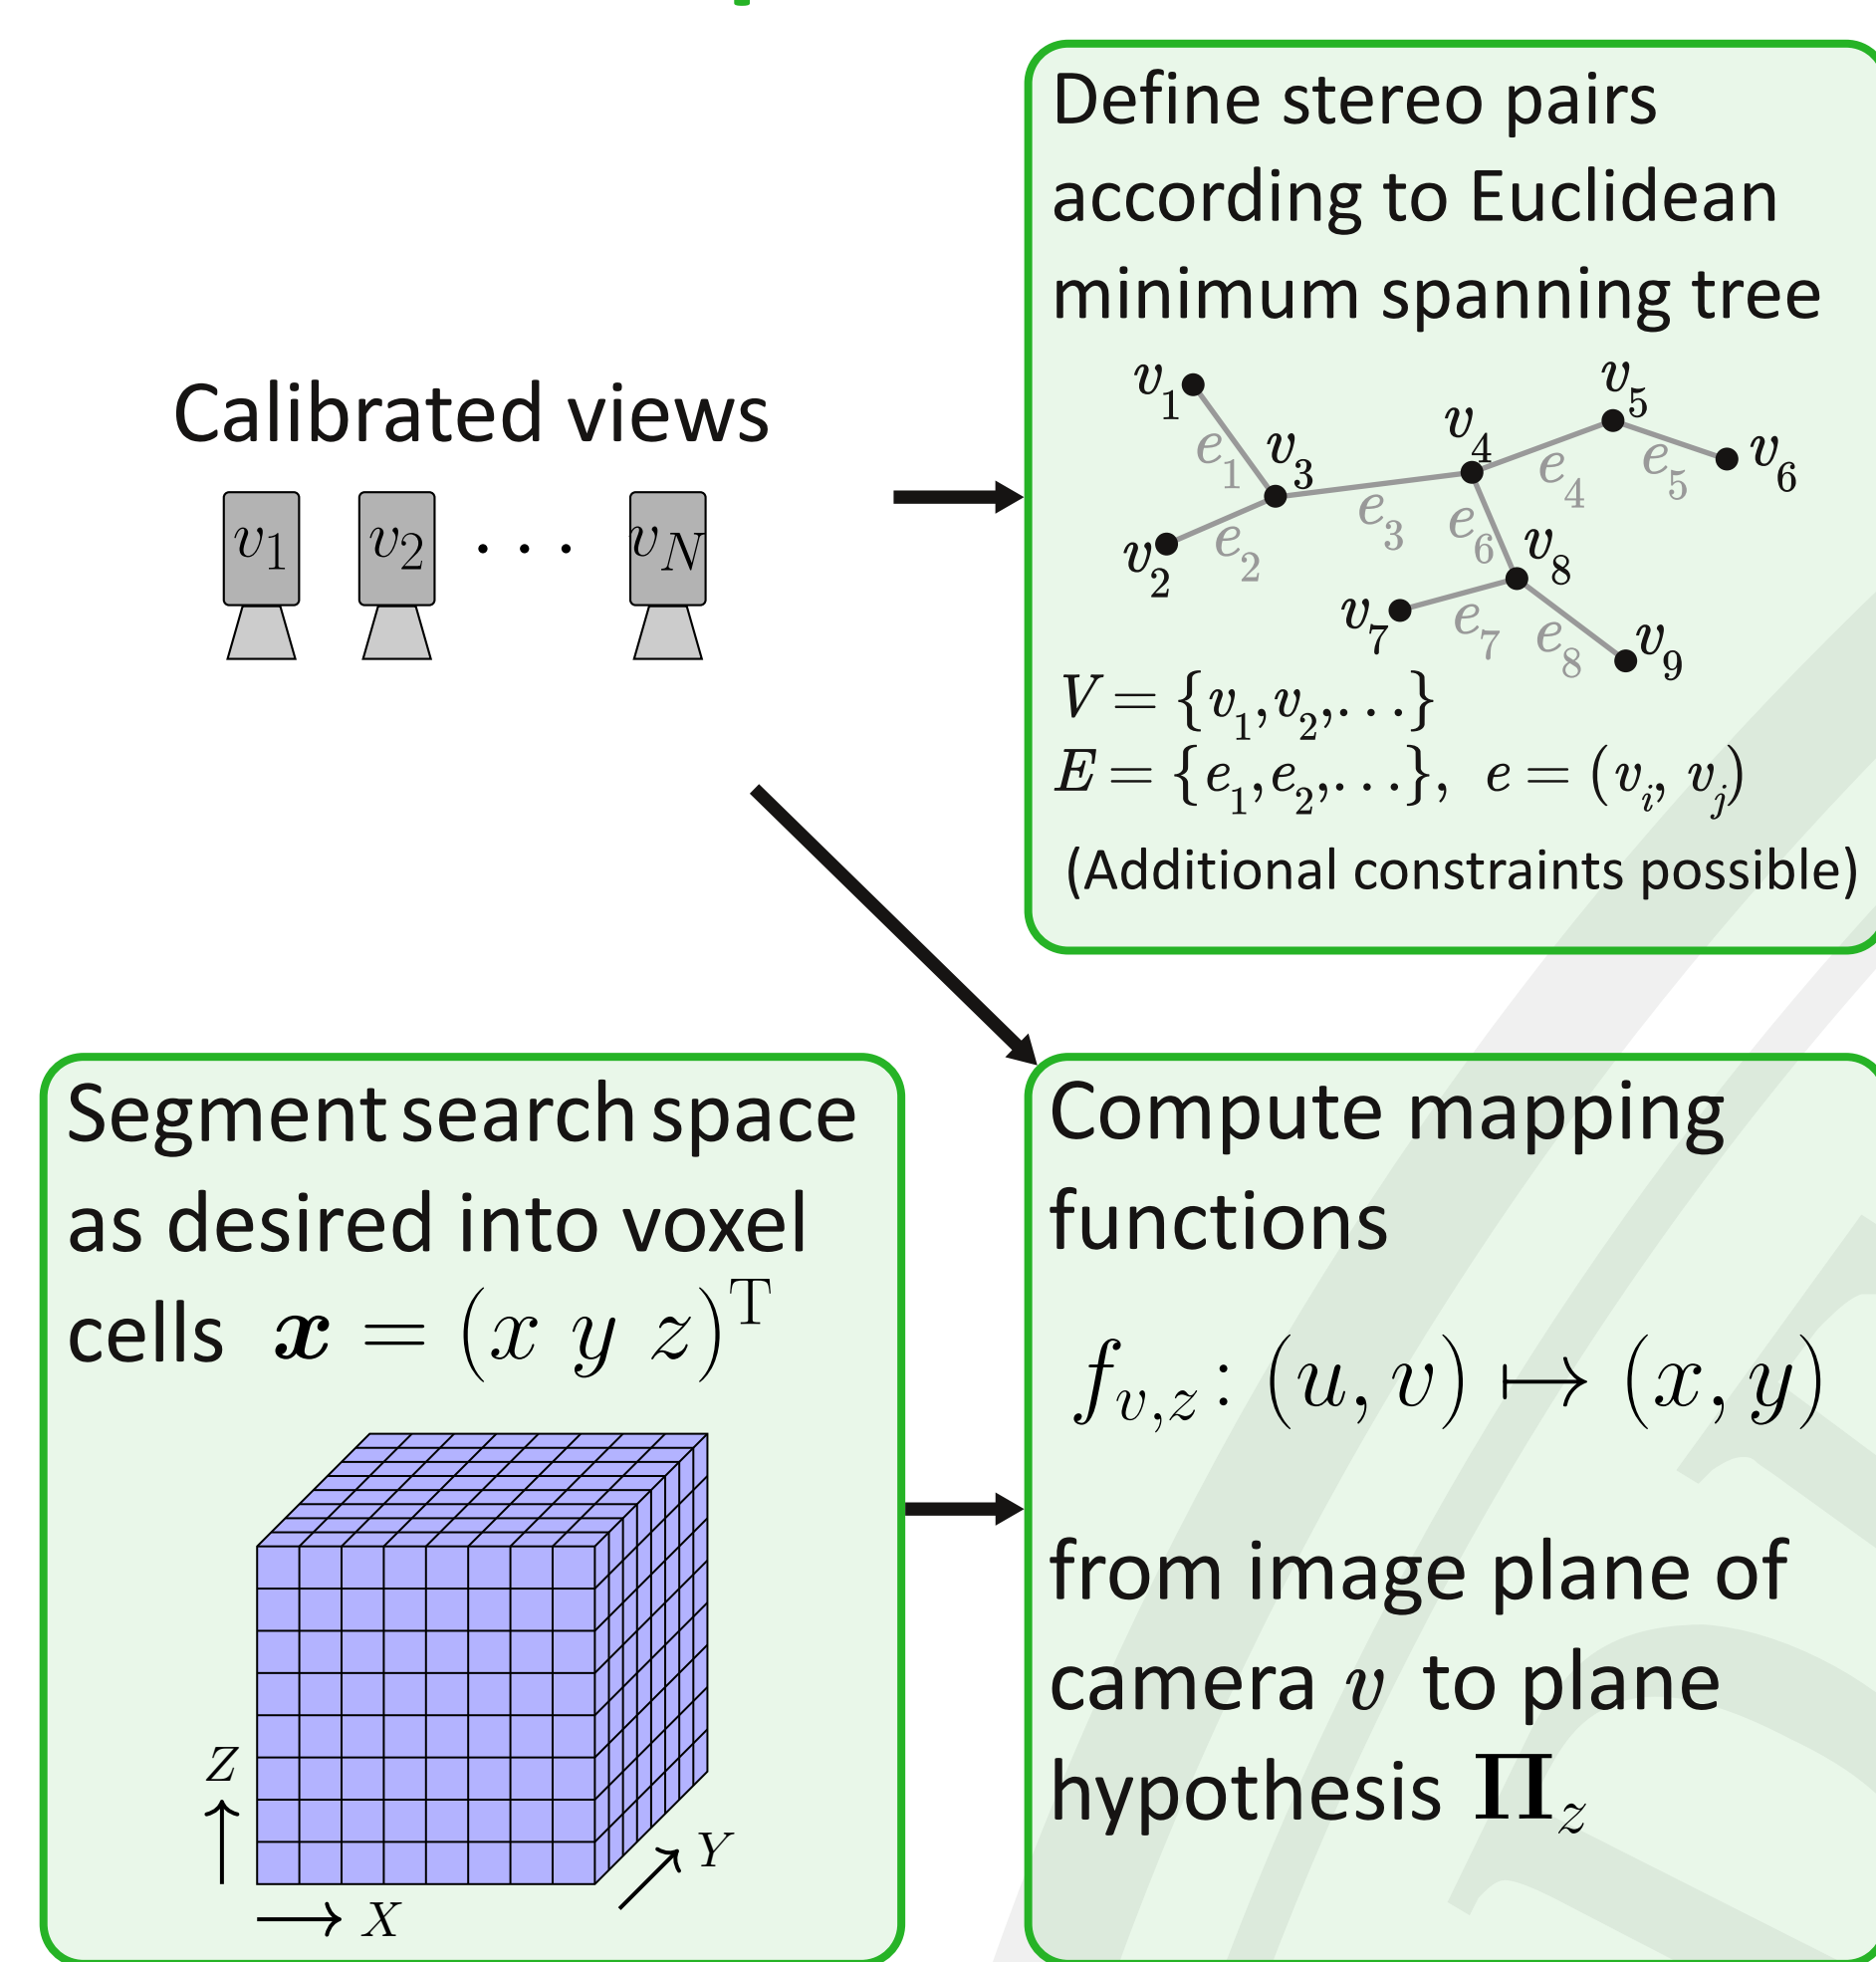 Calibrated views
v1 v2 · · · vN
Define stereo pairs
according to Euclidean
minimum spanning tree
v1 v5
v4
e1 v3 v6
e4 e5
e3 e6
v2 e2 v8
v7 e7 e8 v9
V = {v1,v2,...}
E = {e1,e2,...}, e = (vi, vj)
(Additional constraints possible)
Segment search space
as desired into voxel
cells x = (x y z)^T
Z
Y
X
Compute mapping
functions
f_{v,z} : (u, v) ↦ (x, y)
from image plane of
camera v to plane
hypothesis Π_z